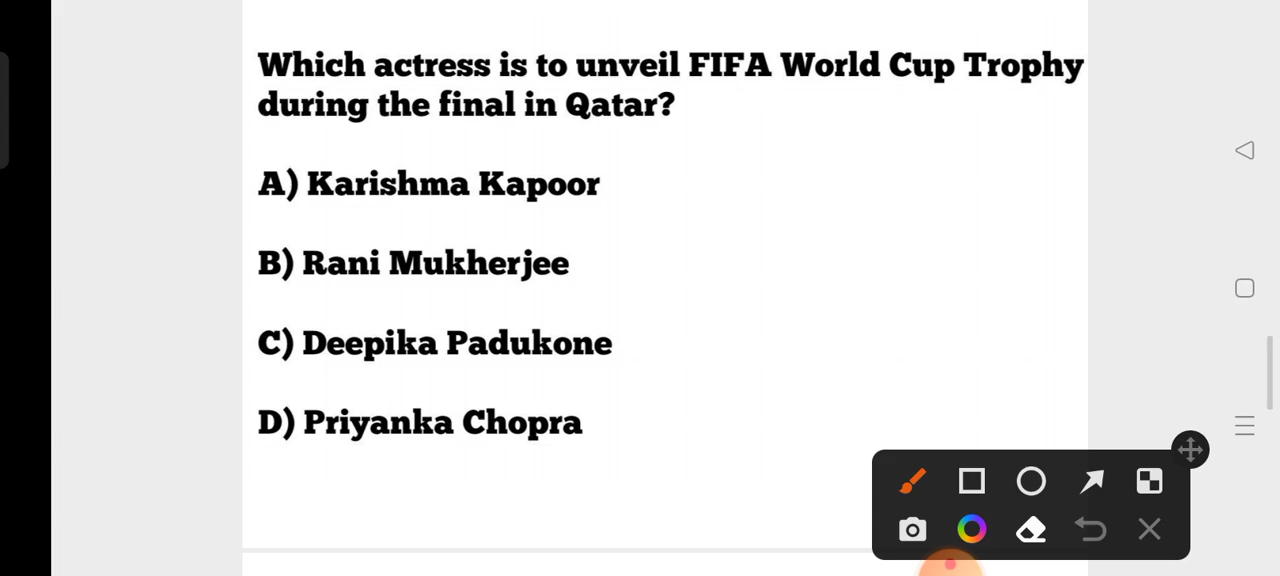 Which actress is to unveil FIFA World Cup Trophy
during the final in Qatar?
A) Karishma Kapoor
B) Rani Mukherjee
C) Deepika Padukone
D) Priyanka Chopra